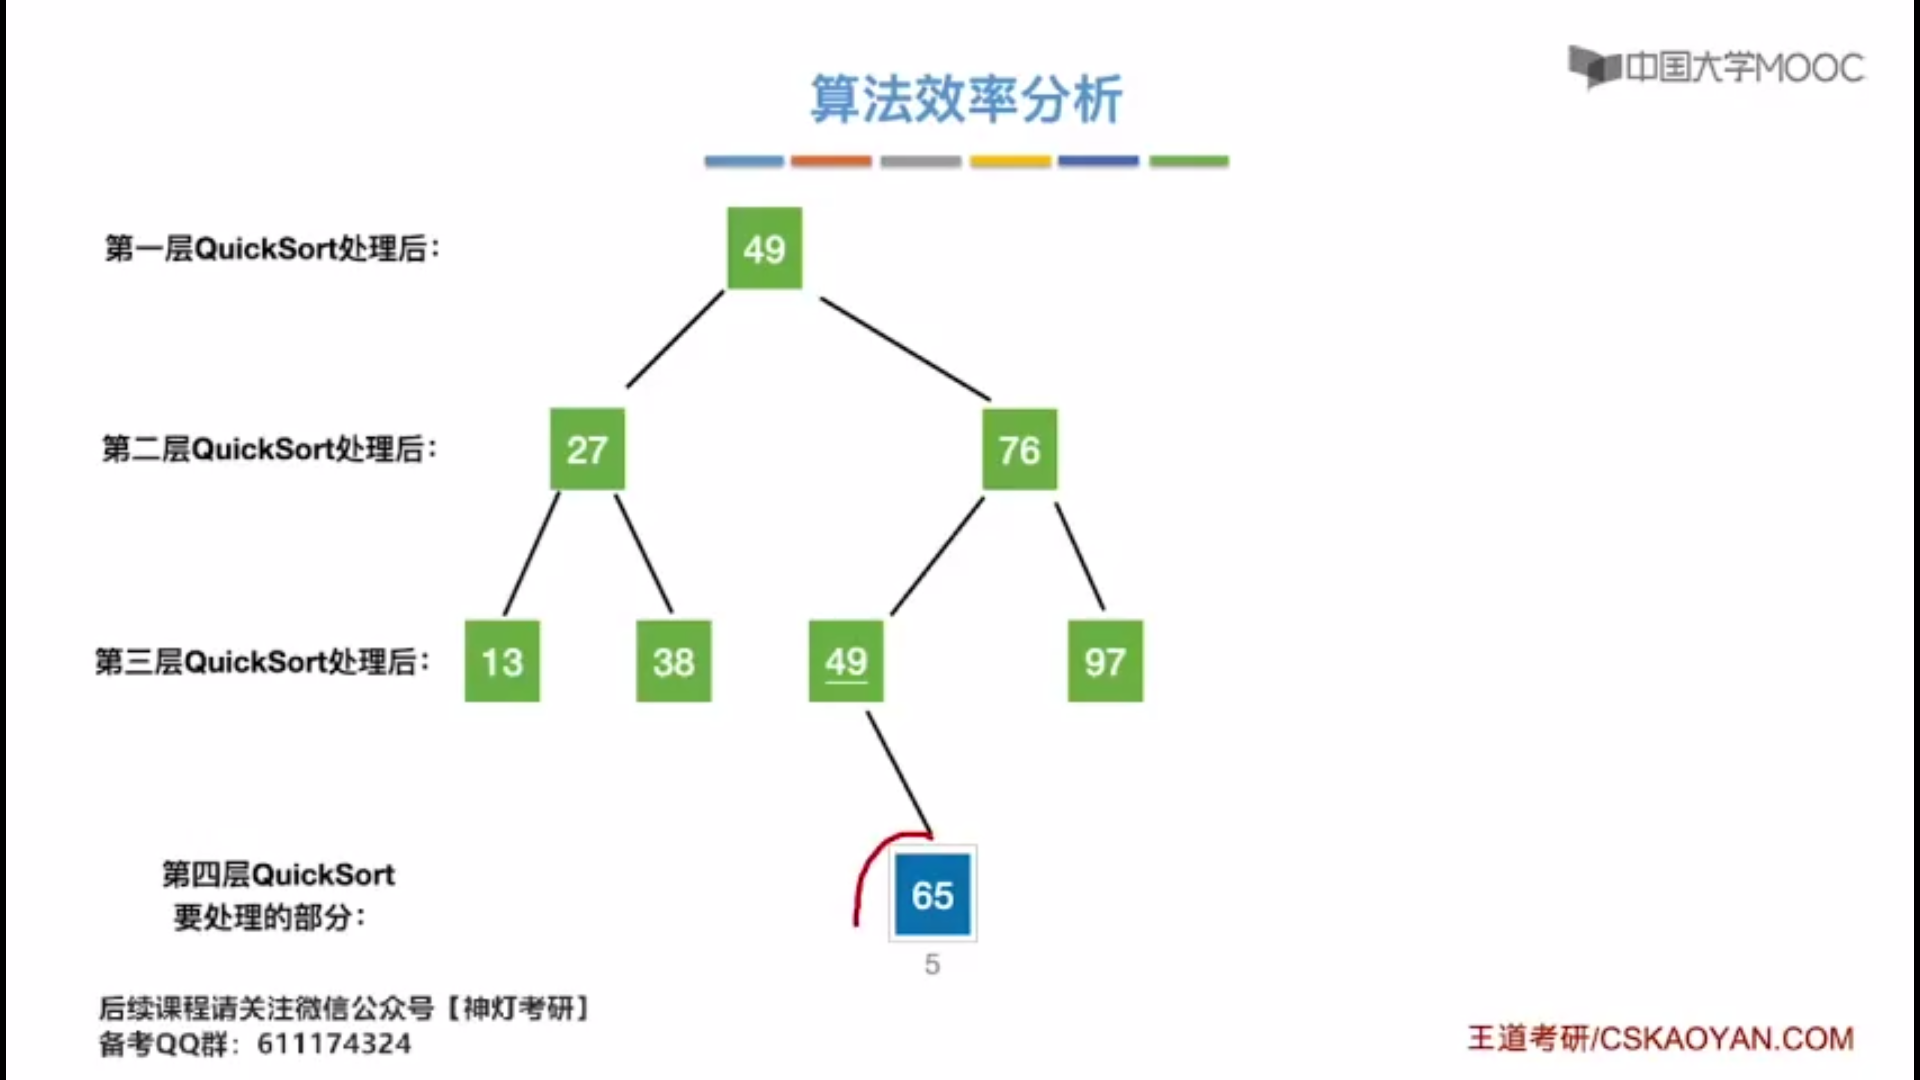 中国大学MOOC
算法效率分析
第一层QuickSort处理后：
49
第二层QuickSort处理后：
27
76
第三层QuickSort处理后：
13
38
49
97
第四层QuickSort
要处理的部分：
65
5
后续课程请关注微信公众号【神灯考研】
备考QQ群：611174324
王道考研/CSKAOYAN.COM